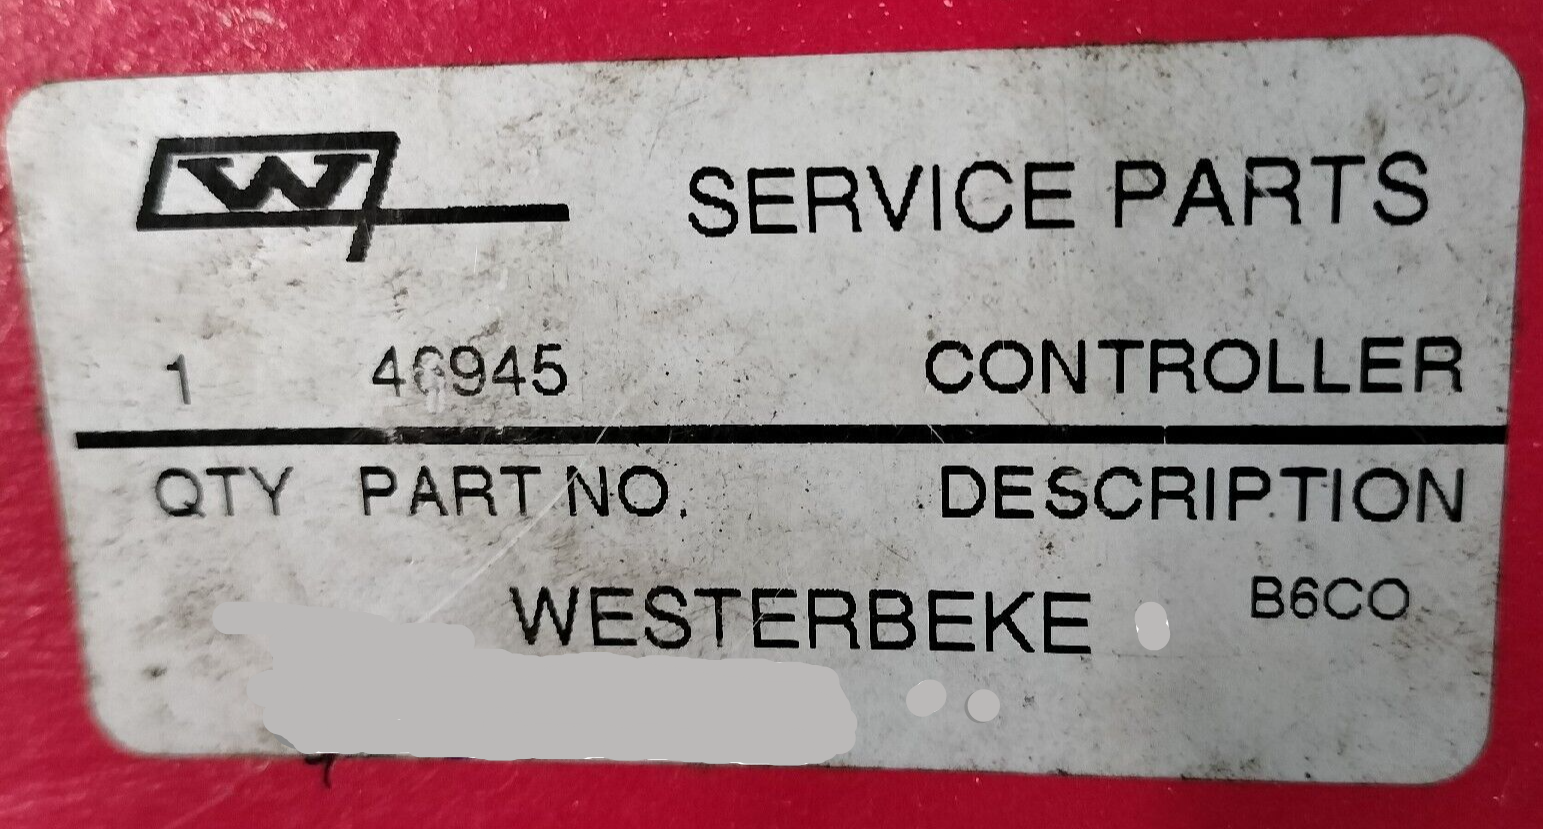 W
SERVICE PARTS
1 46945 CONTROLLER
QTY PART NO. DESCRIPTION
WESTERBEKE B6CO